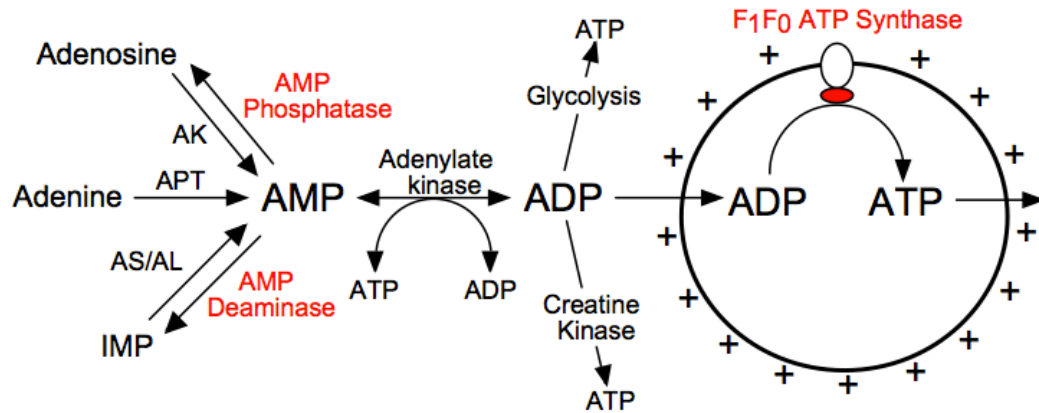 F1F0 ATP Synthase
ATP
Adenosine
AMP
Phosphatase
Glycolysis
AK
Adenylate
kinase
APT
Adenine
AMP
ADP
ADP
ATP
AS/AL
AMP
Deaminase
ATP
ADP
Creatine
Kinase
IMP
ATP
+ + + + + + + + + + + + + + + + +